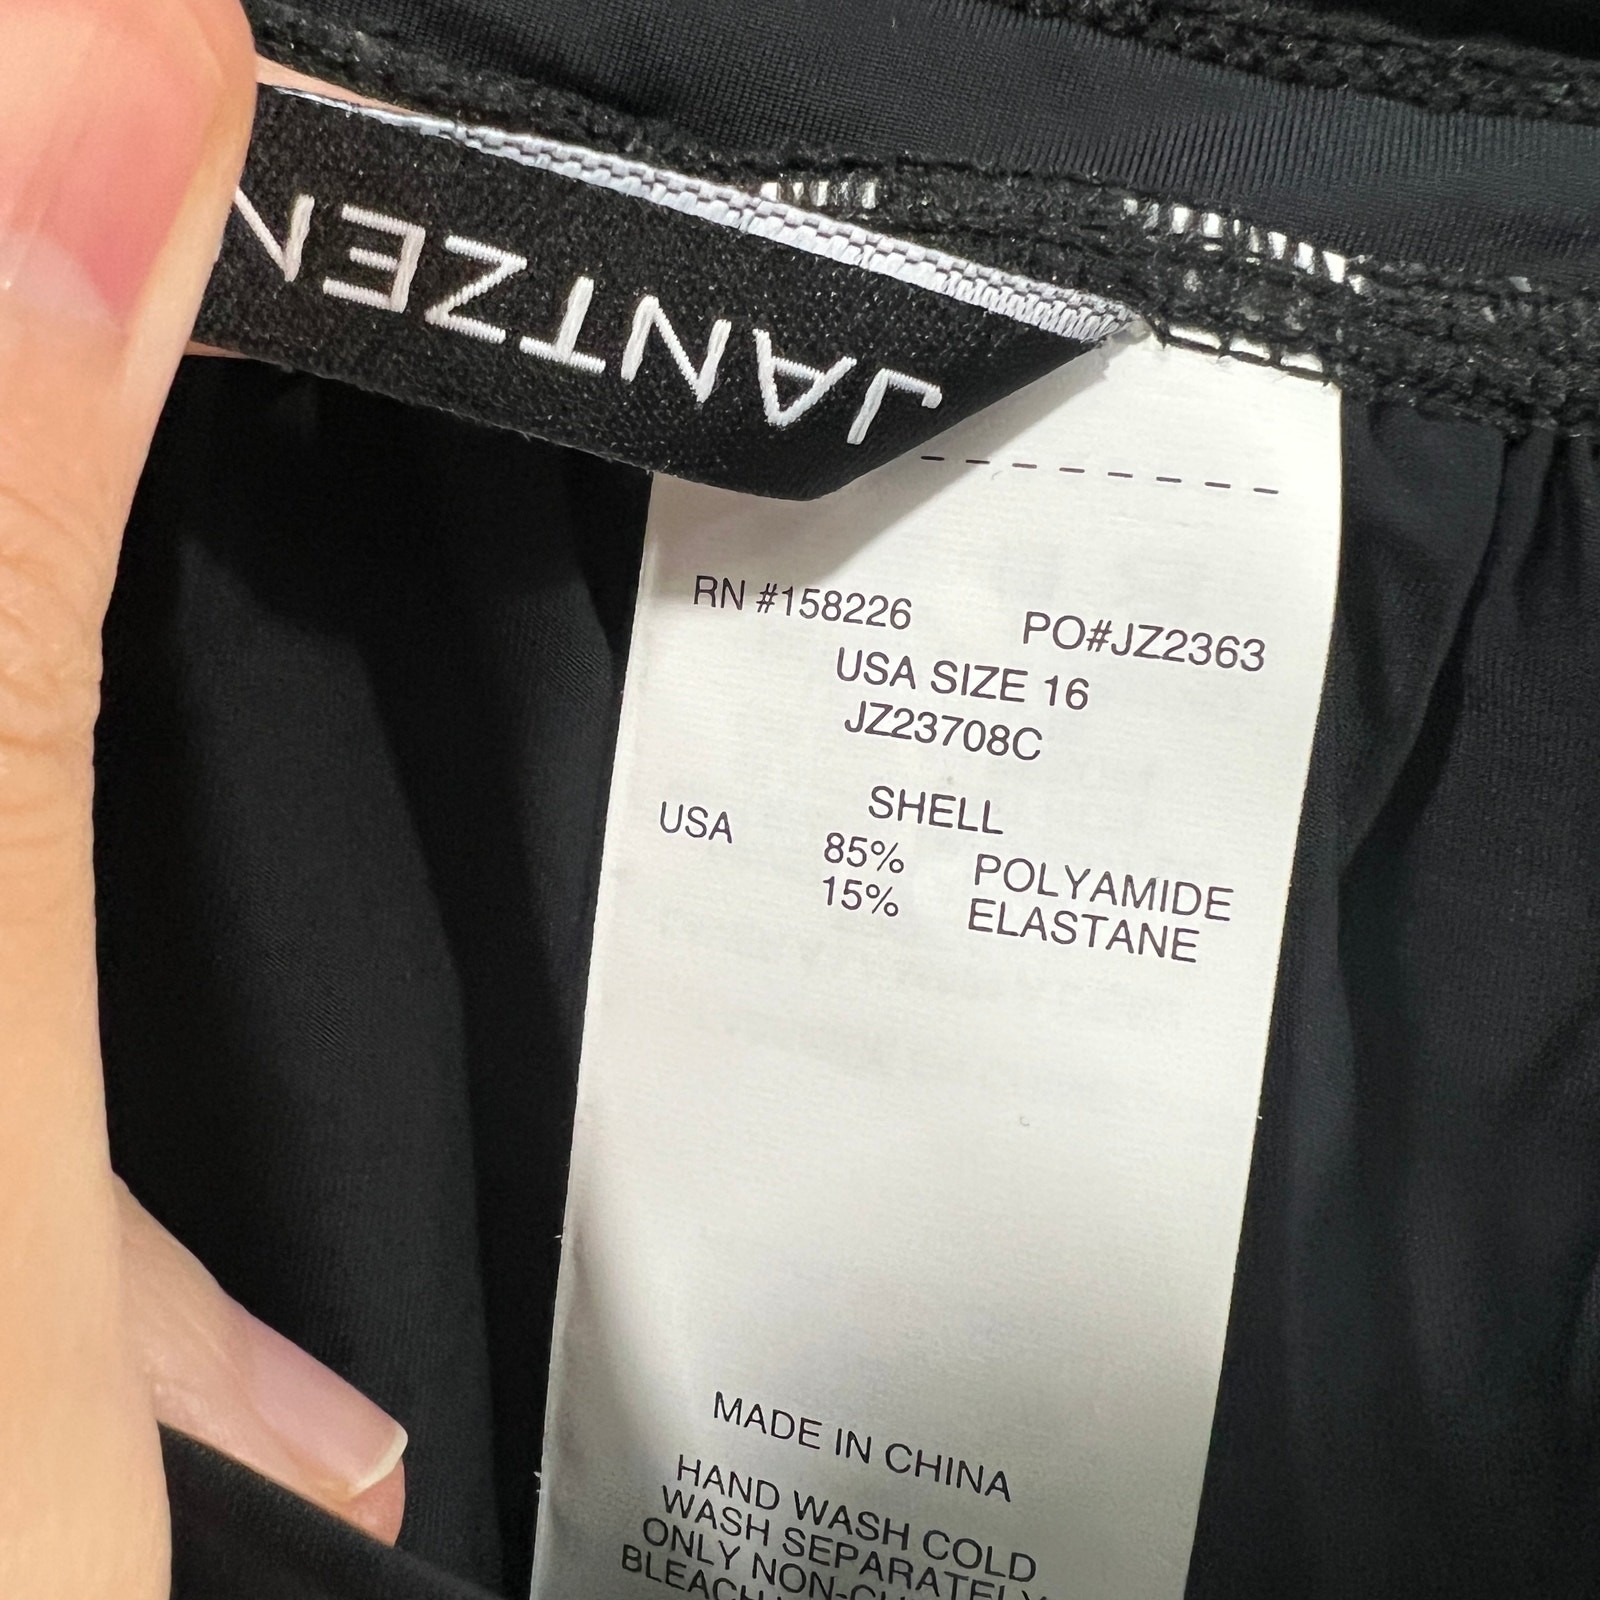 JANTZEN
RN #158226 PO#JZ2363
USA SIZE 16
JZ23708C
SHELL
USA 85% POLYAMIDE
15% ELASTANE
MADE IN CHINA
HAND WASH COLD
WASH SEPARATELY
ONLY NON-
BLEACH